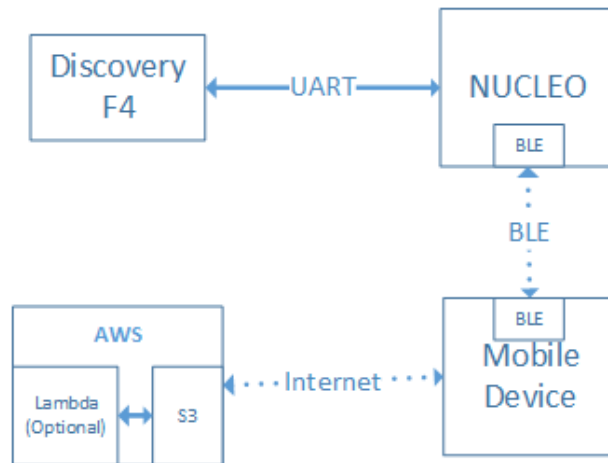 Discovery
F4
UART
NUCLEO
BLE
BLE
BLE
Mobile
Device
AWS
Internet
Lambda
(Optional)
S3